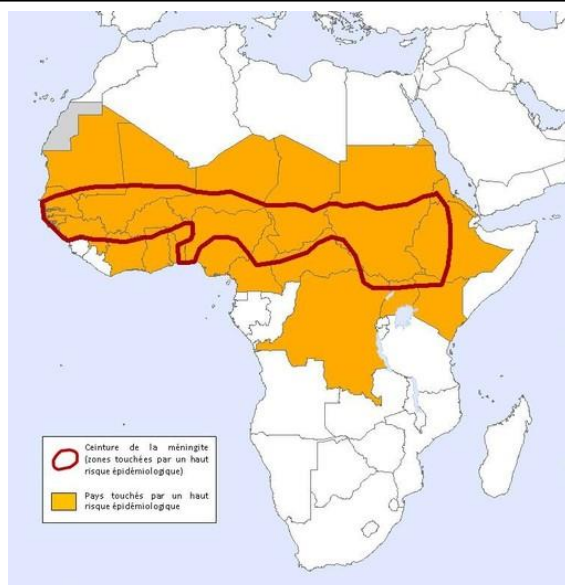 Ceinture de la méningite
(zones touchées par un haut
risque épidémiologique)
Pays touchés par un haut
risque épidémiologique